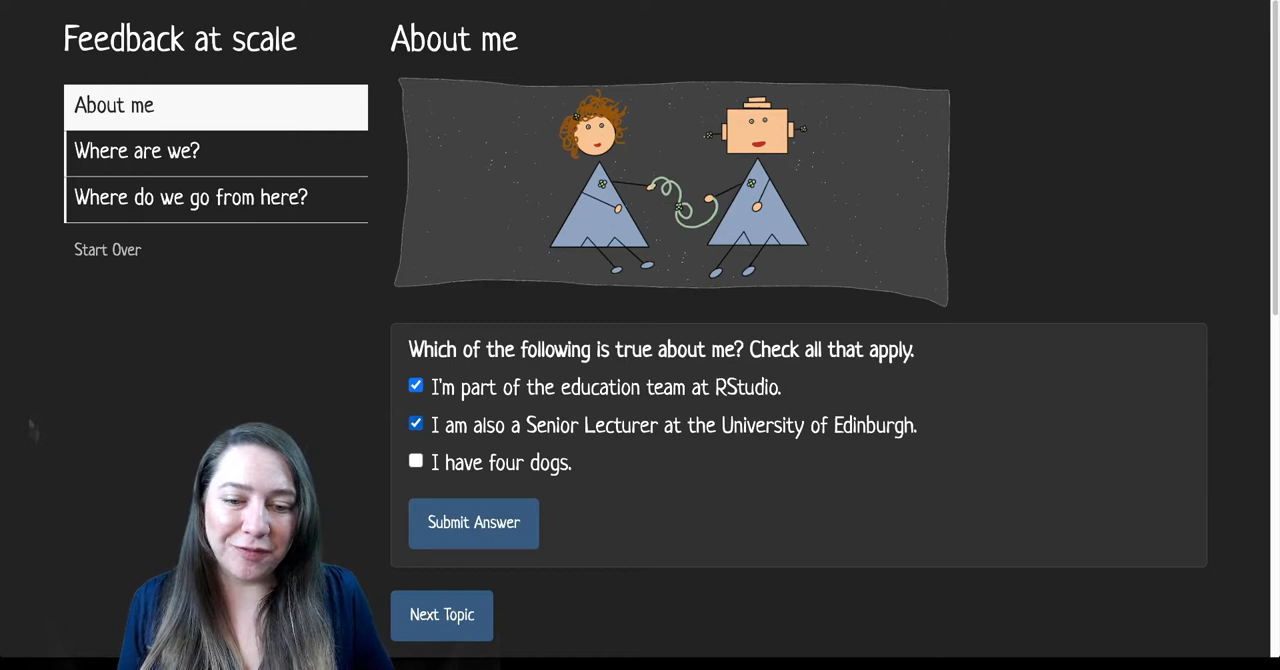 Feedback at scale
About me
Where are we?
Where do we go from here?
Start Over
About me
Which of the following is true about me? Check all that apply.
I'm part of the education team at RStudio.
I am also a Senior Lecturer at the University of Edinburgh.
I have four dogs.
Submit Answer
Next Topic